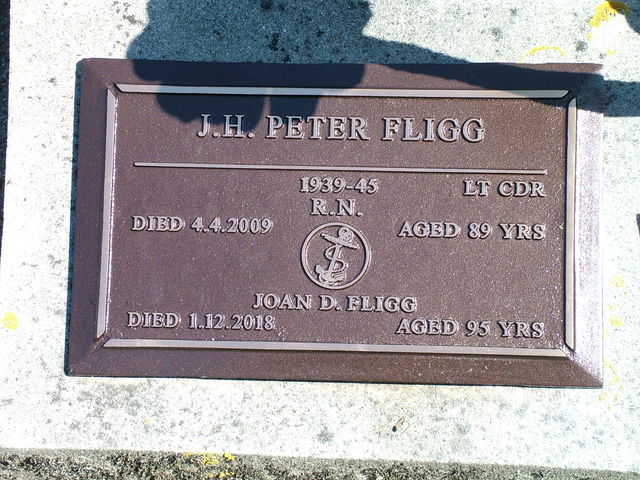 J.H. PETER FLIGG
1939-45 LT CDR
R.N.
DIED 4.4.2009 AGED 89 YRS
JOAN D. FLIGG
DIED 1.12.2018 AGED 95 YRS